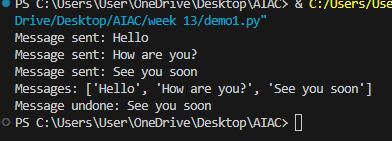 PS C:\Users\User\OneDrive\Desktop\AIAC> & C:/Users/Use
Drive/Desktop/AIAC/week 13/demo1.py"
Message sent: Hello
Message sent: How are you?
Message sent: See you soon
Messages: ['Hello', 'How are you?', 'See you soon']
Message undone: See you soon
PS C:\Users\User\OneDrive\Desktop\AIAC>